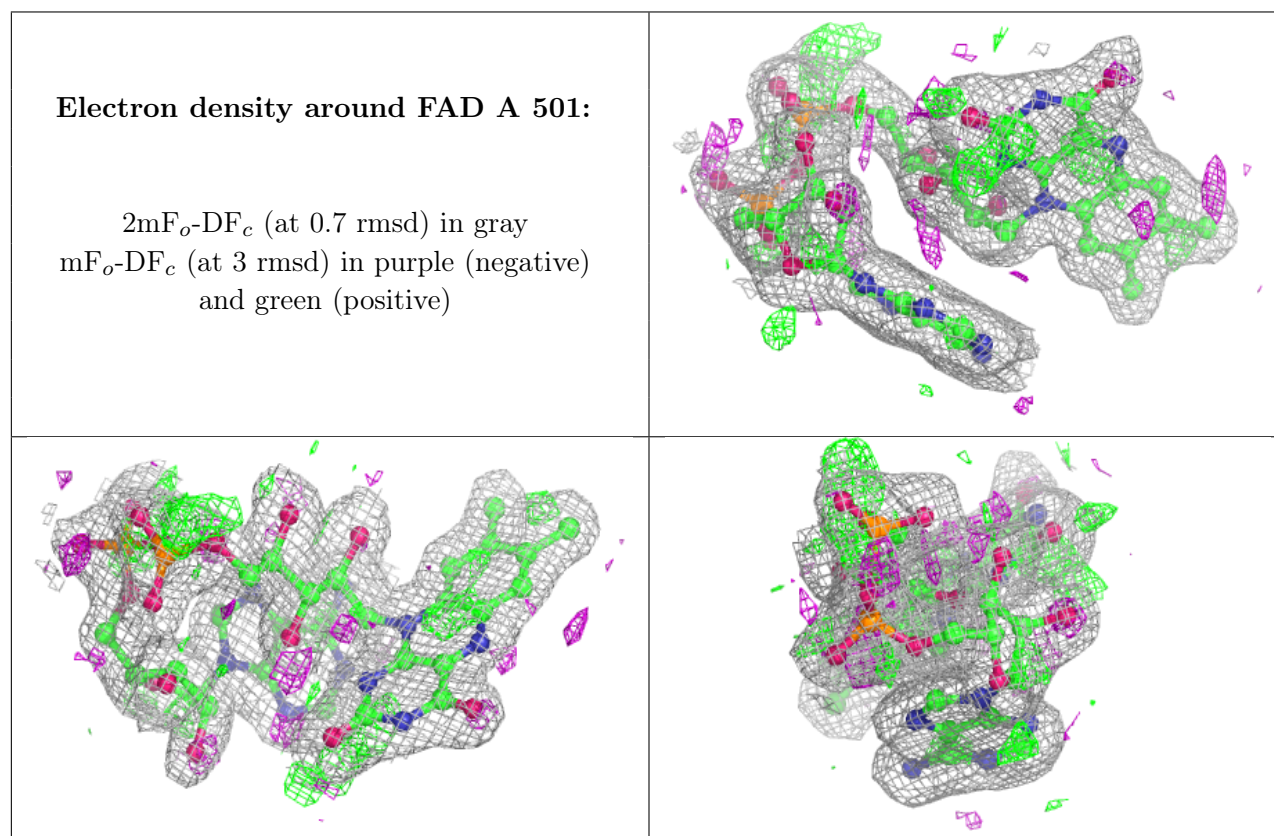 Electron density around FAD A 501:
2mFo-DFc (at 0.7 rmsd) in gray
mFo-DFc (at 3 rmsd) in purple (negative)
and green (positive)